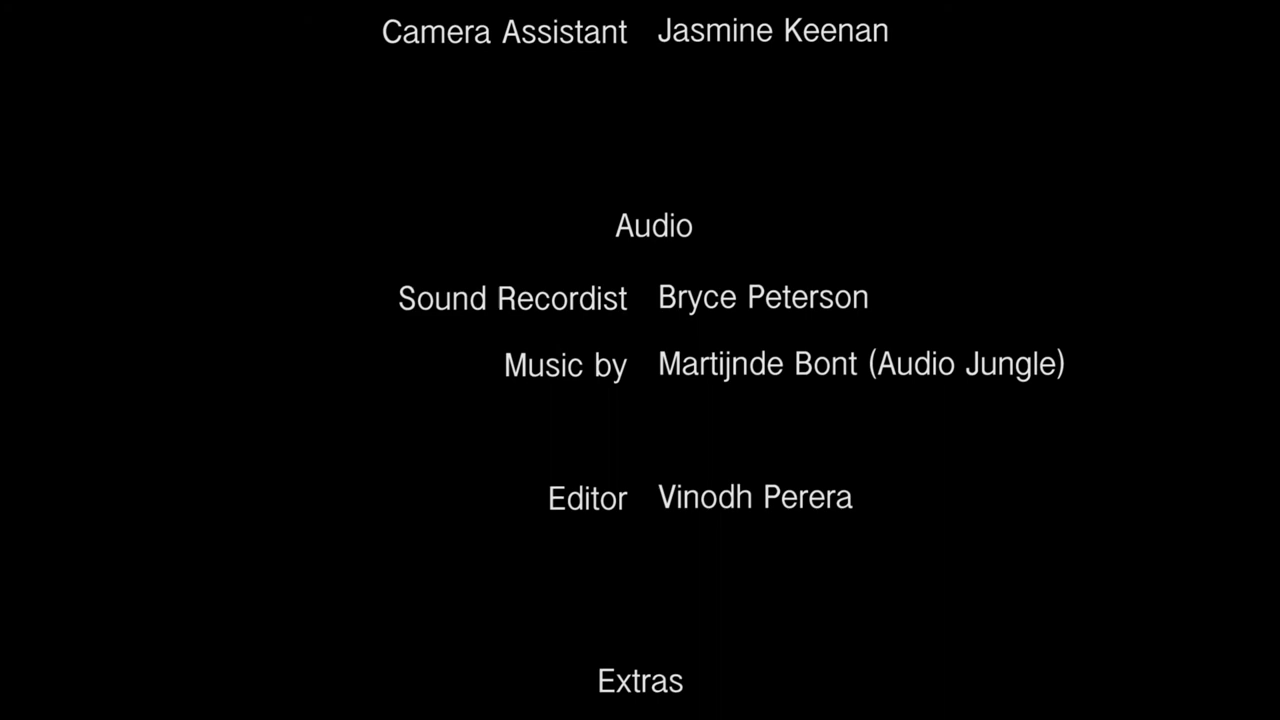 Camera Assistant Jasmine Keenan
Audio
Sound Recordist Bryce Peterson
Music by Martijnde Bont (Audio Jungle)
Editor Vinodh Perera
Extras